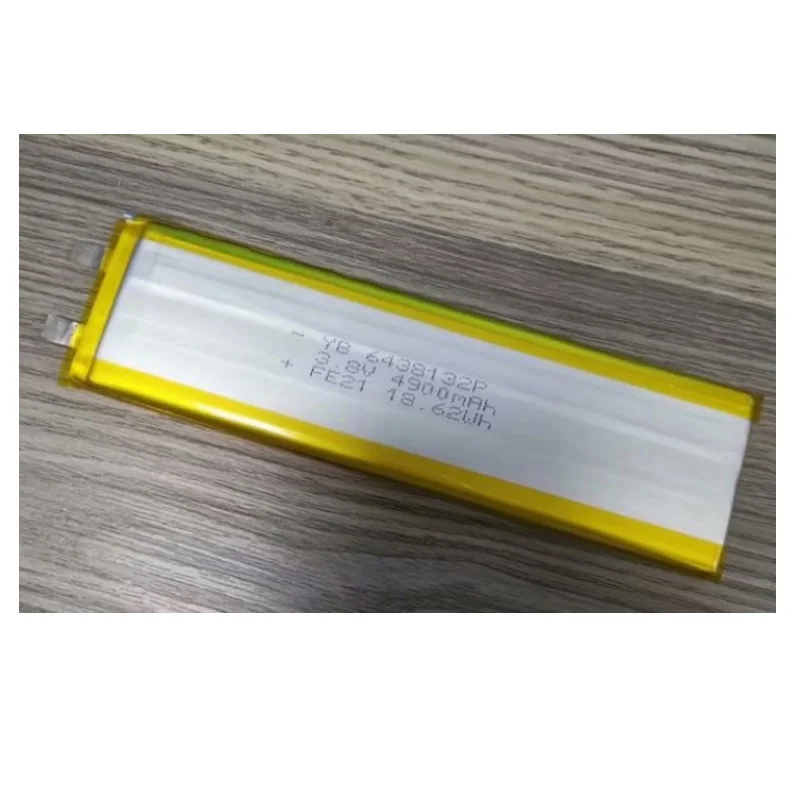 - YB 6438132P
3.8V 4900mAh
+ FE21 18.62Wh